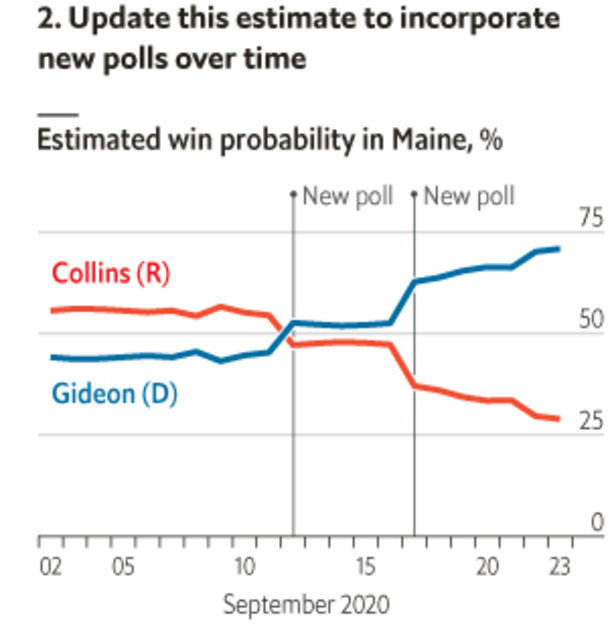 2. Update this estimate to incorporate
new polls over time
Estimated win probability in Maine, %
New poll
New poll
75
Collins (R)
50
Gideon (D)
25
0
02 05 10 15 20 23
September 2020